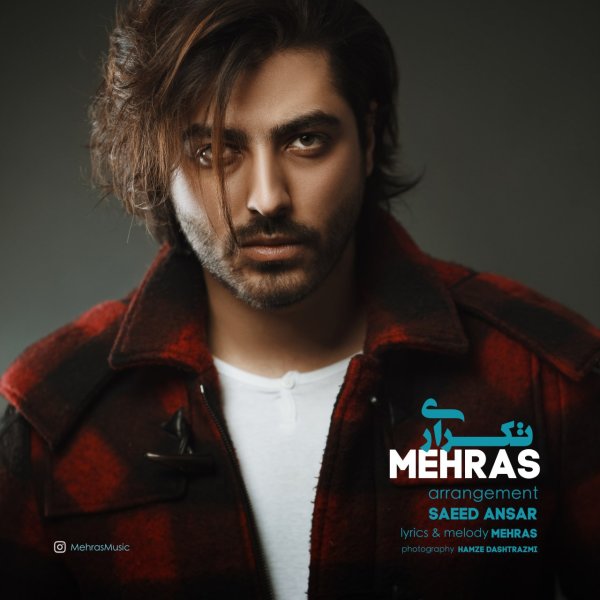 تکراری
MEHRAS
arrangement
SAEED ANSAR
lyrics & melody MEHRAS
photography HAMZE DASHTRAZMI
MehrasMusic